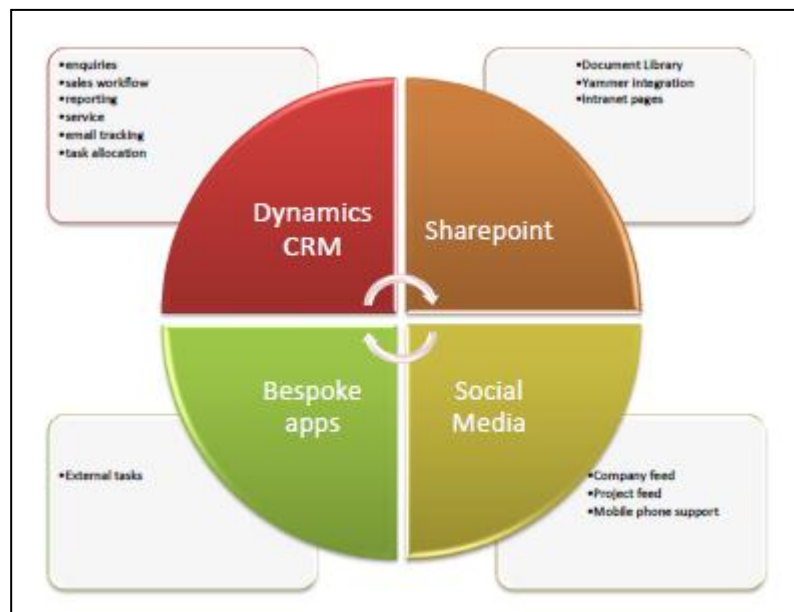 •enquiries
•sales workflow
•reporting
•service
•email tracking
•task allocation
•Document Library
•Yammer integration
•Intranet pages
Dynamics
CRM
Sharepoint
Bespoke
apps
Social
Media
•External tasks
•Company feed
•Project feed
•Mobile phone support